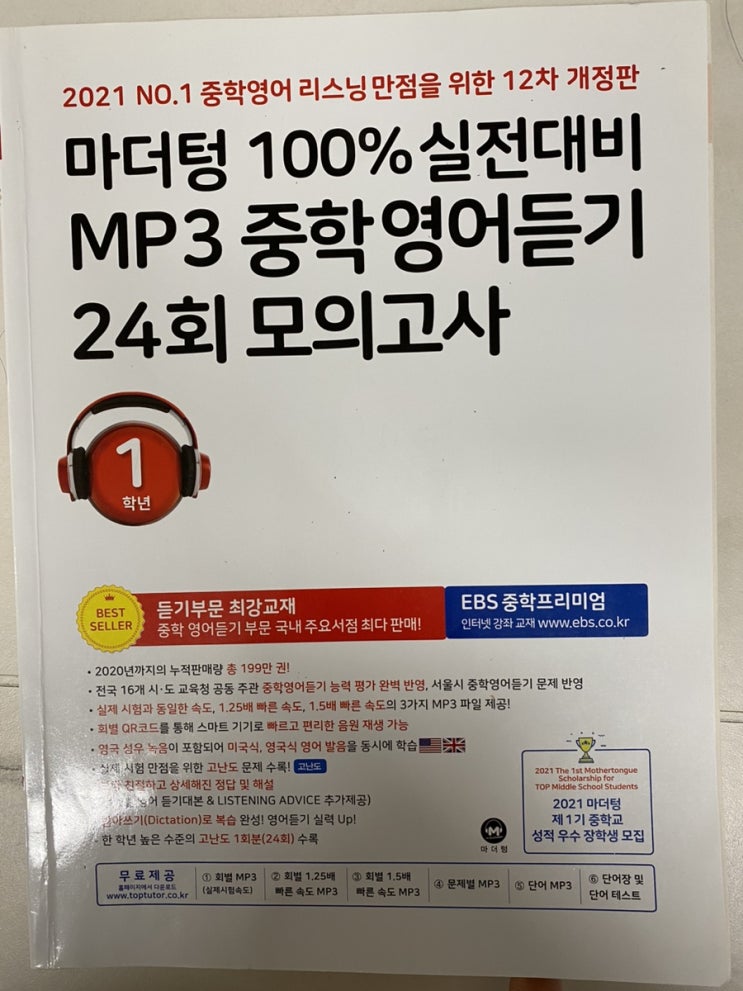 2021 NO.1 중학영어 리스닝 만점을 위한 12차 개정판
마더텅 100% 실전대비
MP3 중학영어듣기
24회 모의고사
1
학년
BEST
SELLER
듣기부문 최강교재
중학 영어듣기 부문 국내 주요서점 최다 판매!
EBS 중학프리미엄
인터넷 강좌 교재 www.ebs.co.kr
• 2020년까지의 누적판매량 총 199만 권!
• 전국 16개 시·도 교육청 공동 주관 중학영어듣기 능력 평가 완벽 반영, 서울시 중학영어듣기 문제 반영
• 실제 시험과 동일한 속도, 1.25배 빠른 속도, 1.5배 빠른 속도의 3가지 MP3 파일 제공!
• 회별 QR코드를 통해 스마트 기기로 빠르고 편리한 음원 재생 가능
• 영국 성우 녹음이 포함되어 미국식, 영국식 영어 발음을 동시에 학습
• 실제 시험 만점을 위한 고난도 문제 수록! 고난도
친절하고 상세해진 정답 및 해설
영어 듣기대본 & LISTENING ADVICE 추가제공)
받아쓰기(Dictation)로 복습 완성! 영어듣기 실력 Up!
• 한 학년 높은 수준의 고난도 1회분(24회) 수록
마더텅
2021 The 1st Mothertongue
Scholarship for
TOP Middle School Students
2021 마더텅
제 1기 중학교
성적 우수 장학생 모집
무료제공
홈페이지에서 다운로드
www.toptutor.co.kr
① 회별 MP3
(실제시험속도)
② 회별 1.25배
빠른 속도 MP3
③ 회별 1.5배
빠른 속도 MP3
④ 문제별 MP3
⑤ 단어 MP3
⑥ 단어장 및
단어 테스트